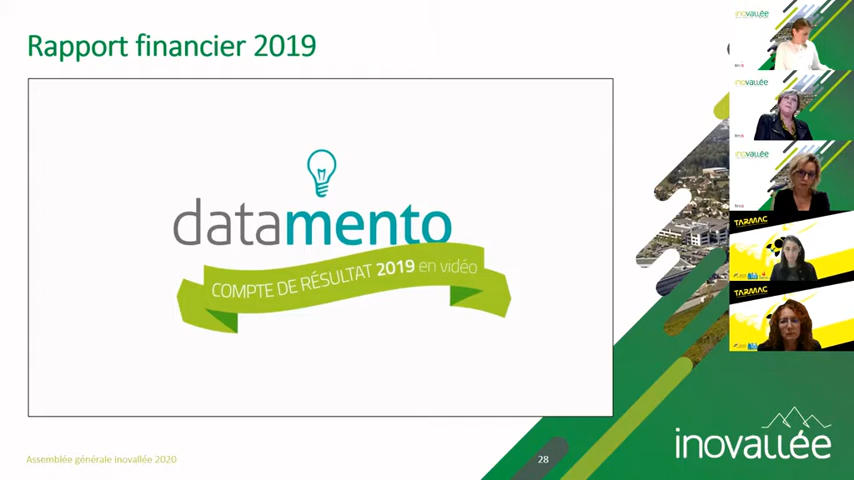 Rapport financier 2019
datamento
COMPTE DE RÉSULTAT 2019 en vidéo
Assemblée générale inovallée 2020
28
inovallée
inovallée
inovallée
inovallée
TARMAC
TARMAC